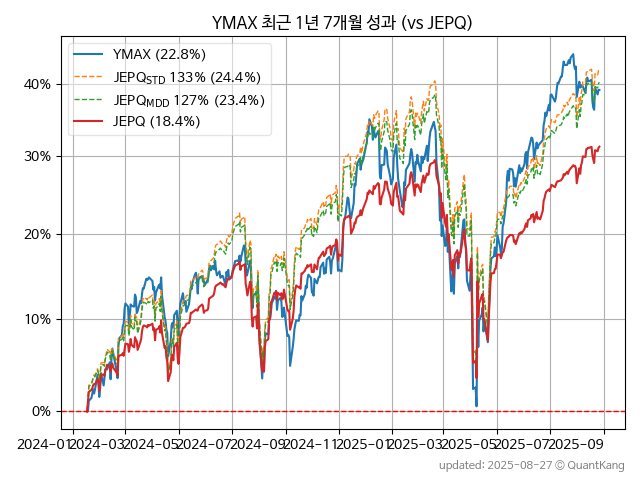 YMAX 최근 1년 7개월 성과 (vs JEPQ)
YMAX (22.8%)
JEPQSTD 133% (24.4%)
JEPQMDD 127% (23.4%)
JEPQ (18.4%)
40%
30%
20%
10%
0%
2024-01 2024-03 2024-05 2024-07 2024-09 2024-11 2025-01 2025-03 2025-05 2025-07 2025-09
updated: 2025-08-27 © QuantKang